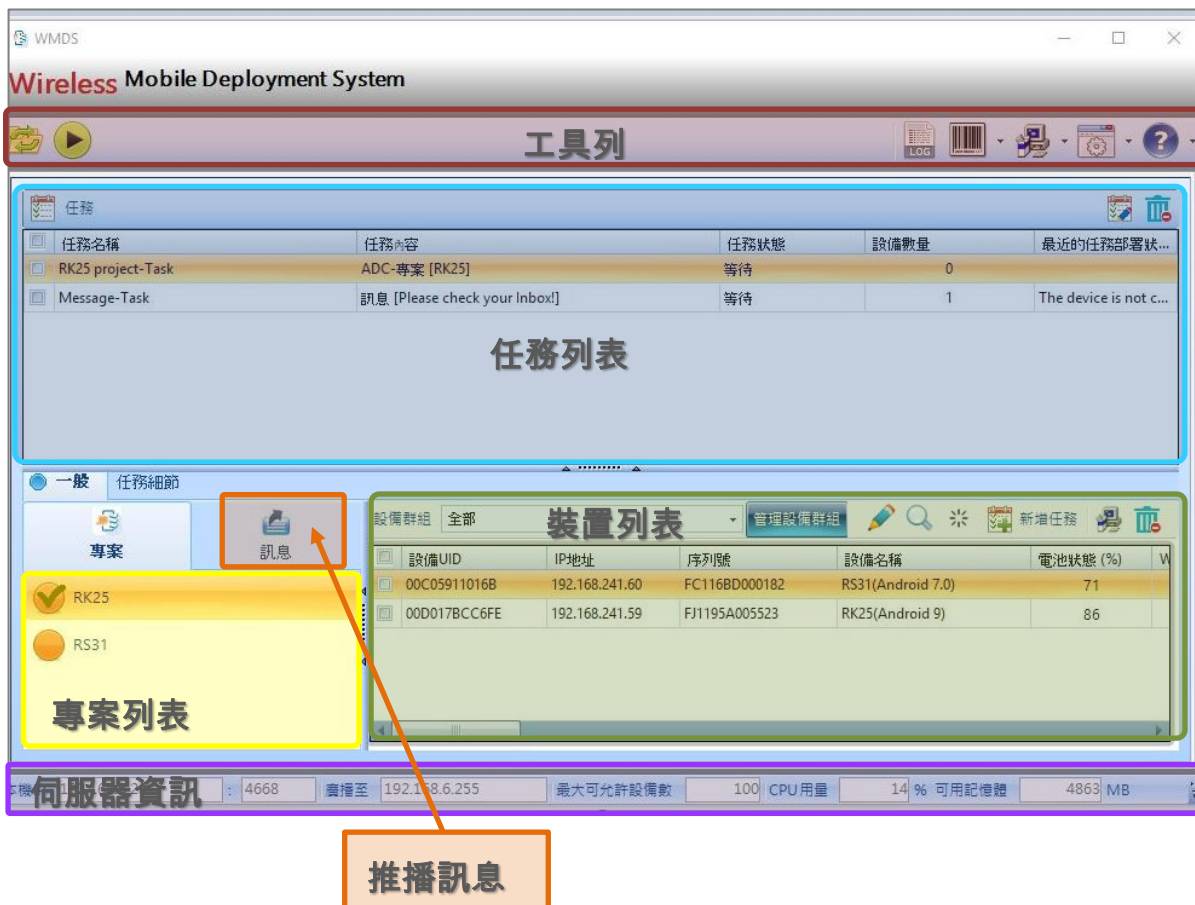 WMDS
Wireless Mobile Deployment System
工具列
LOG
任務
任務名稱 任務內容 任務狀態 設備數量 最近的任務部署狀...
RK25 project-Task ADC-專案 [RK25] 等待 0
Message-Task 訊息 [Please check your Inbox!] 等待 1 The device is not c...
任務列表
一般 任務細節
專案 訊息
RK25
RS31
專案列表
設備群組 全部 裝置列表 管理設備群組 新增任務
設備UID IP地址 序列號 設備名稱 電池狀態 (%) W
00C05911016B 192.168.241.60 FC116BD000182 RS31(Android 7.0) 71
00D017BCC6FE 192.168.241.59 FJ1195A005523 RK25(Android 9) 86
伺服器資訊 : 4668 廣播至 192.168.6.255 最大可允許設備數 100 CPU用量 14 % 可用記憶體 4863 MB
推播訊息